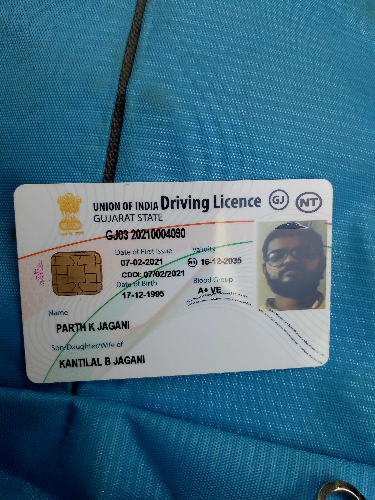 UNION OF INDIA Driving Licence GJ NT
GUJARAT STATE
GJ03 20210004090
Date of First Issue Validity
07-02-2021 NT 16-12-2035
CDOI: 07/02/2021
Date of Birth Blood Group
17-12-1995 A+ VE
Name
PARTH K JAGANI
Son/Daughter/Wife of
KANTILAL B JAGANI